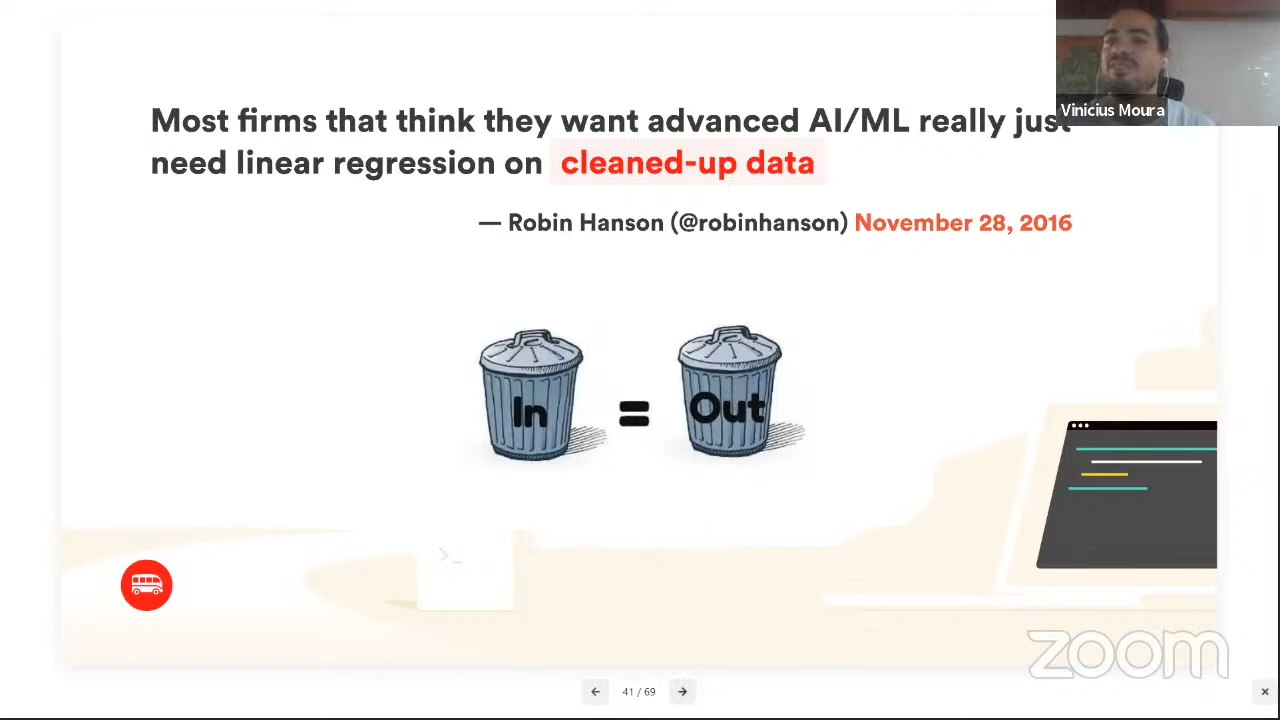 Most firms that think they want advanced AI/ML really just
need linear regression on cleaned-up data
— Robin Hanson (@robinhanson) November 28, 2016
Vinicius Moura
In = Out
>_
zoom
41 / 69